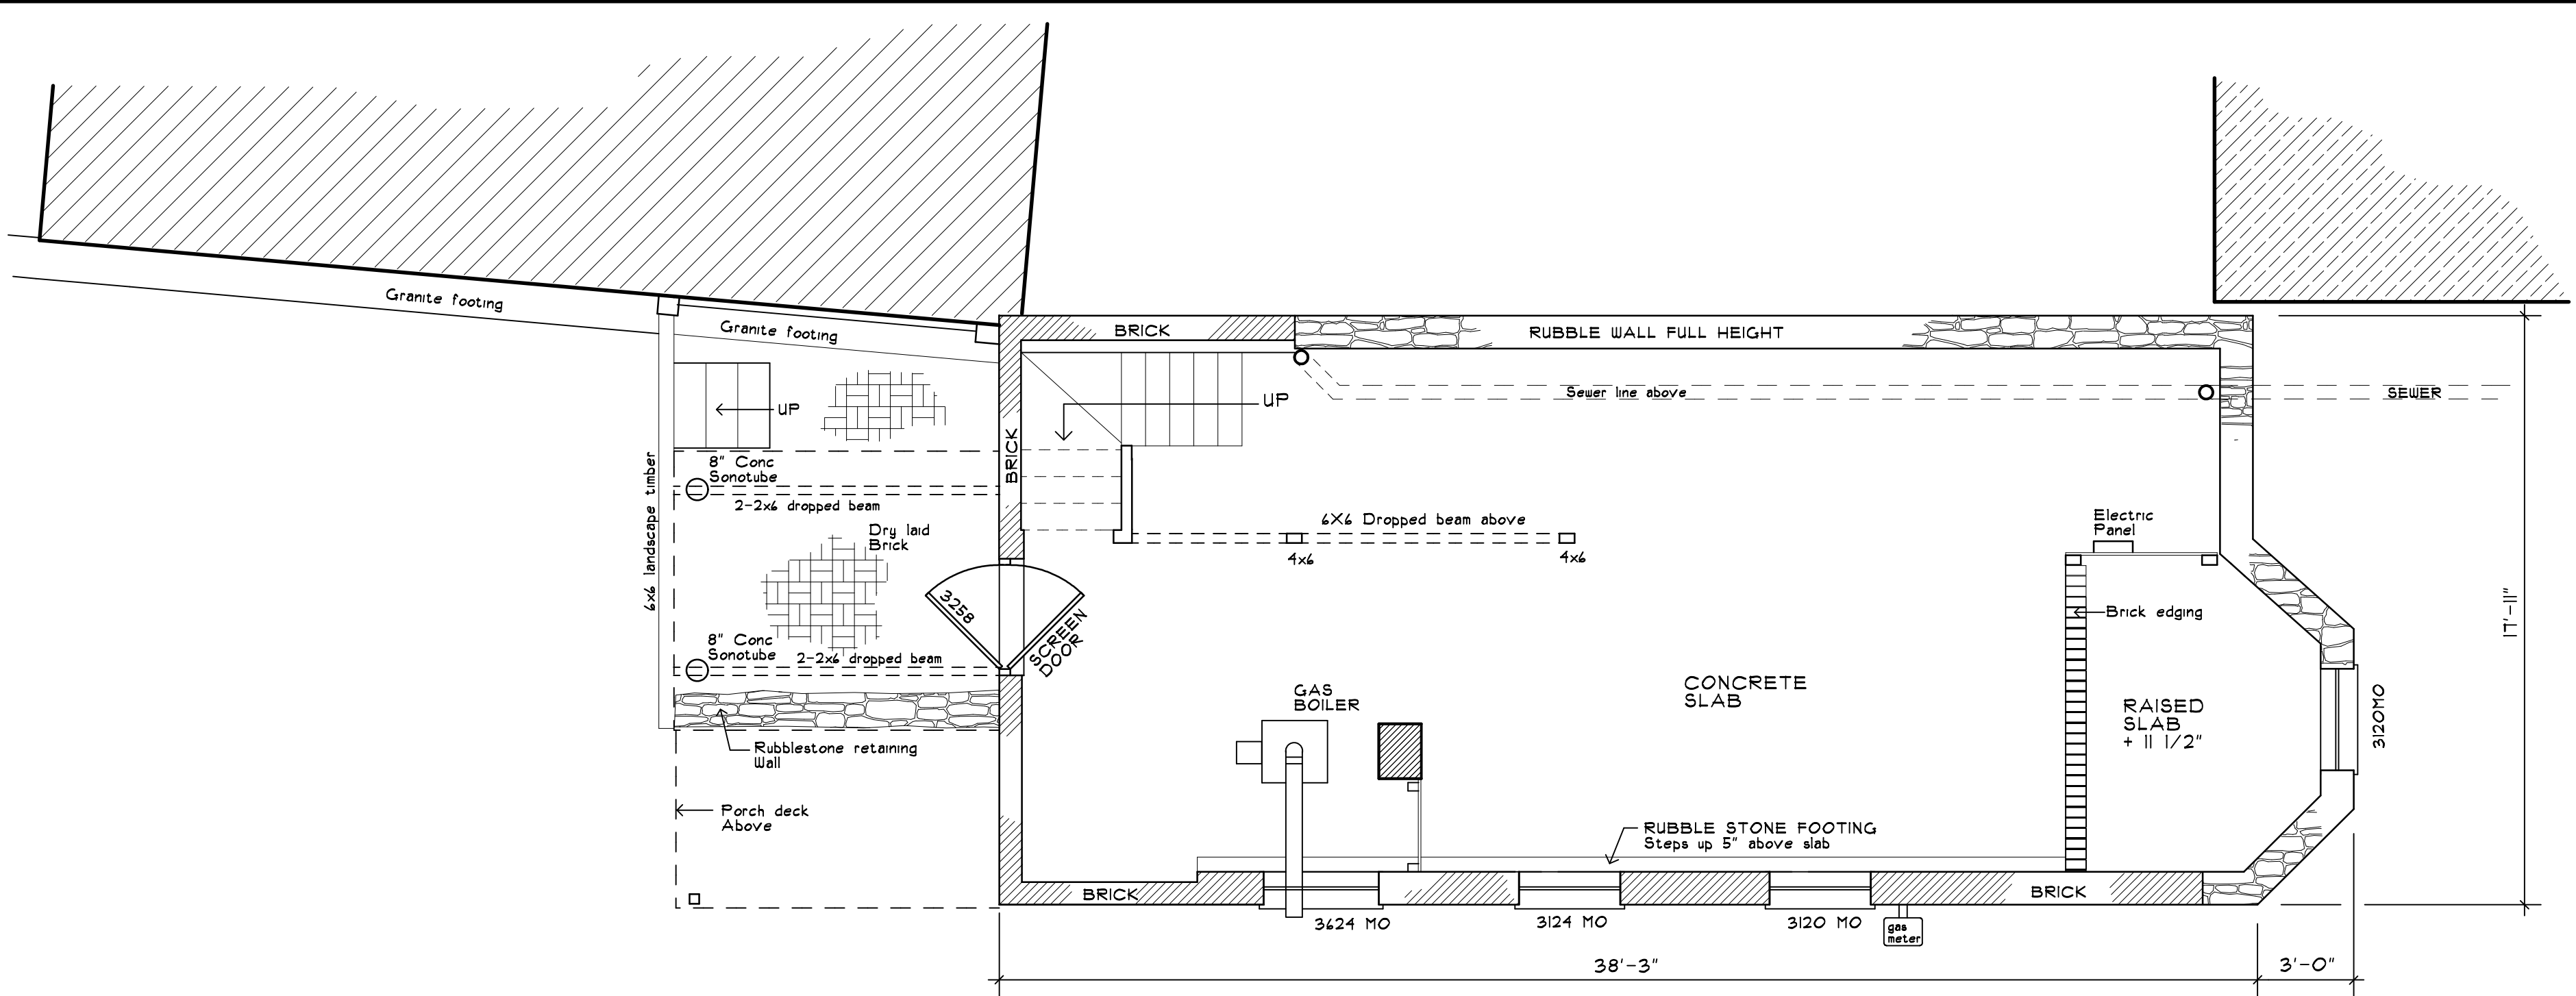 Granite footing
Granite footing
BRICK
RUBBLE WALL FULL HEIGHT
Sewer line above
SEWER
UP
UP
BRICK
8" Conc
Sonotube
2-2x6 dropped beam
6x6 landscape timber
Dry laid
Brick
6X6 Dropped beam above
4x6
4x6
Electric
Panel
3258
SCREEN
DOOR
Brick edging
17'-11"
8" Conc
Sonotube
2-2x6 dropped beam
GAS
BOILER
CONCRETE
SLAB
RAISED
SLAB
+ 11 1/2"
3120MO
Rubblestone retaining
Wall
Porch deck
Above
RUBBLE STONE FOOTING
Steps up 5" above slab
BRICK
BRICK
3624 MO
3124 MO
3120 MO
gas
meter
38'-3"
3'-0"